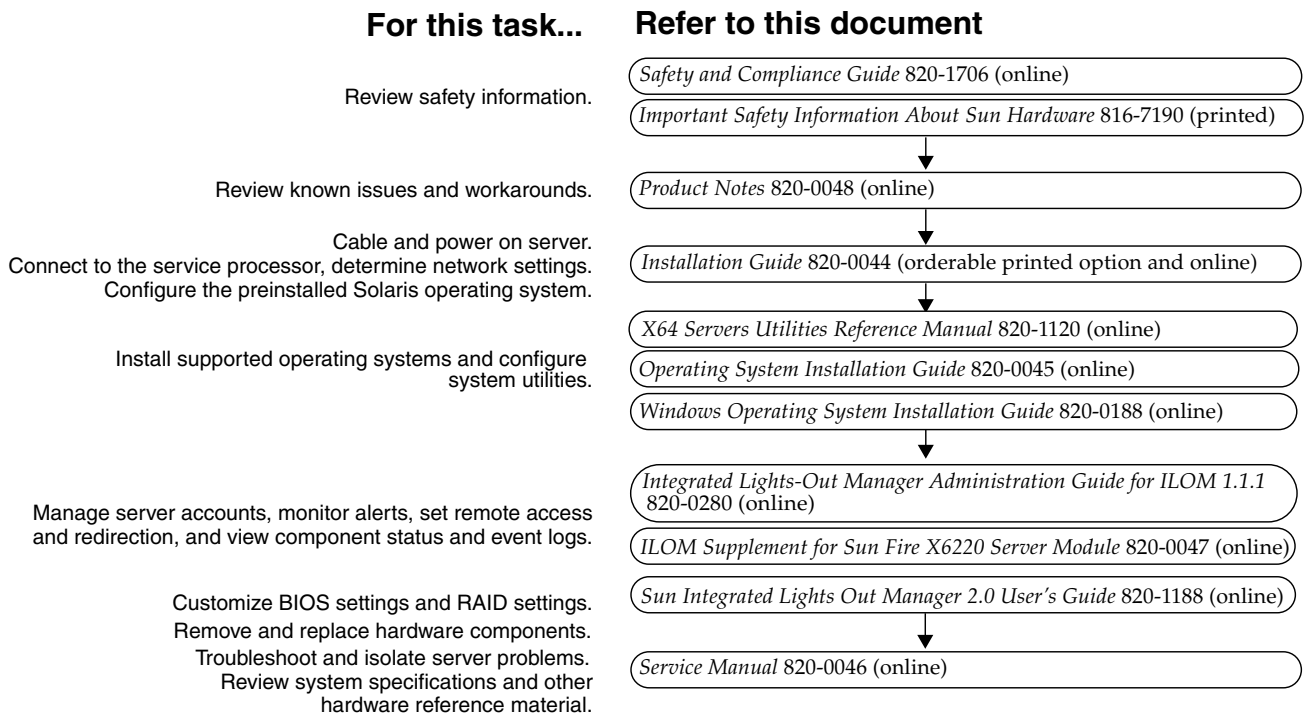 For this task... Refer to this document
Review safety information.
Safety and Compliance Guide 820-1706 (online)
Important Safety Information About Sun Hardware 816-7190 (printed)
Review known issues and workarounds.
Product Notes 820-0048 (online)
Cable and power on server.
Connect to the service processor, determine network settings.
Configure the preinstalled Solaris operating system.
Installation Guide 820-0044 (orderable printed option and online)
Install supported operating systems and configure
system utilities.
X64 Servers Utilities Reference Manual 820-1120 (online)
Operating System Installation Guide 820-0045 (online)
Windows Operating System Installation Guide 820-0188 (online)
Manage server accounts, monitor alerts, set remote access
and redirection, and view component status and event logs.
Integrated Lights-Out Manager Administration Guide for ILOM 1.1.1
820-0280 (online)
ILOM Supplement for Sun Fire X6220 Server Module 820-0047 (online)
Sun Integrated Lights Out Manager 2.0 User's Guide 820-1188 (online)
Customize BIOS settings and RAID settings.
Remove and replace hardware components.
Troubleshoot and isolate server problems.
Review system specifications and other
hardware reference material.
Service Manual 820-0046 (online)